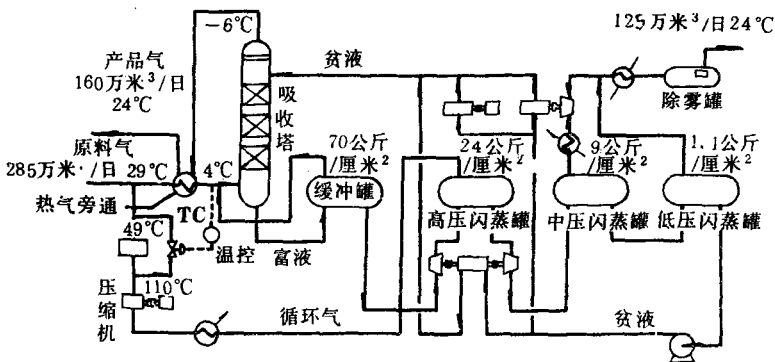 -6℃
125万米³/日24℃
产品气
160万米³/日
24℃
贫液
吸收塔
除雾罐
原料气
285万米³/日
29℃
4℃
热气旁通
TC
温控
70公斤/厘米²
缓冲罐
24公斤/厘米²
高压闪蒸罐
9公斤/厘米²
中压闪蒸罐
1.1公斤/厘米²
低压闪蒸罐
49℃
富液
压缩机
110℃
循环气
贫液